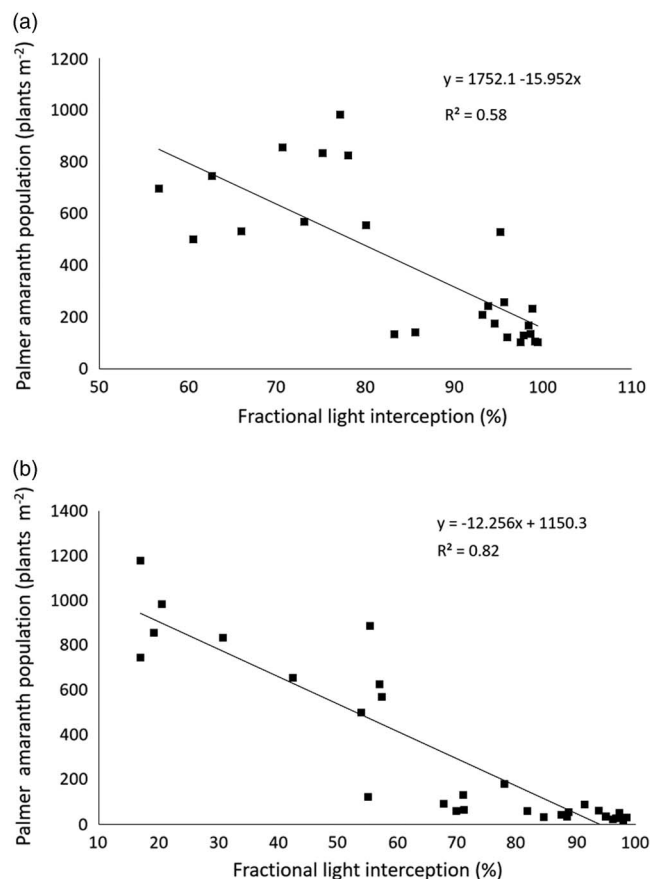 (a)
1200
1000
800
600
400
200
0
50 60 70 80 90 100 110
Palmer amaranth population (plants m⁻²)
Fractional light interception (%)
y = 1752.1 -15.952x
R² = 0.58
(b)
1400
1200
1000
800
600
400
200
0
10 20 30 40 50 60 70 80 90 100
Palmer amaranth population (plants m⁻²)
Fractional light interception (%)
y = -12.256x + 1150.3
R² = 0.82